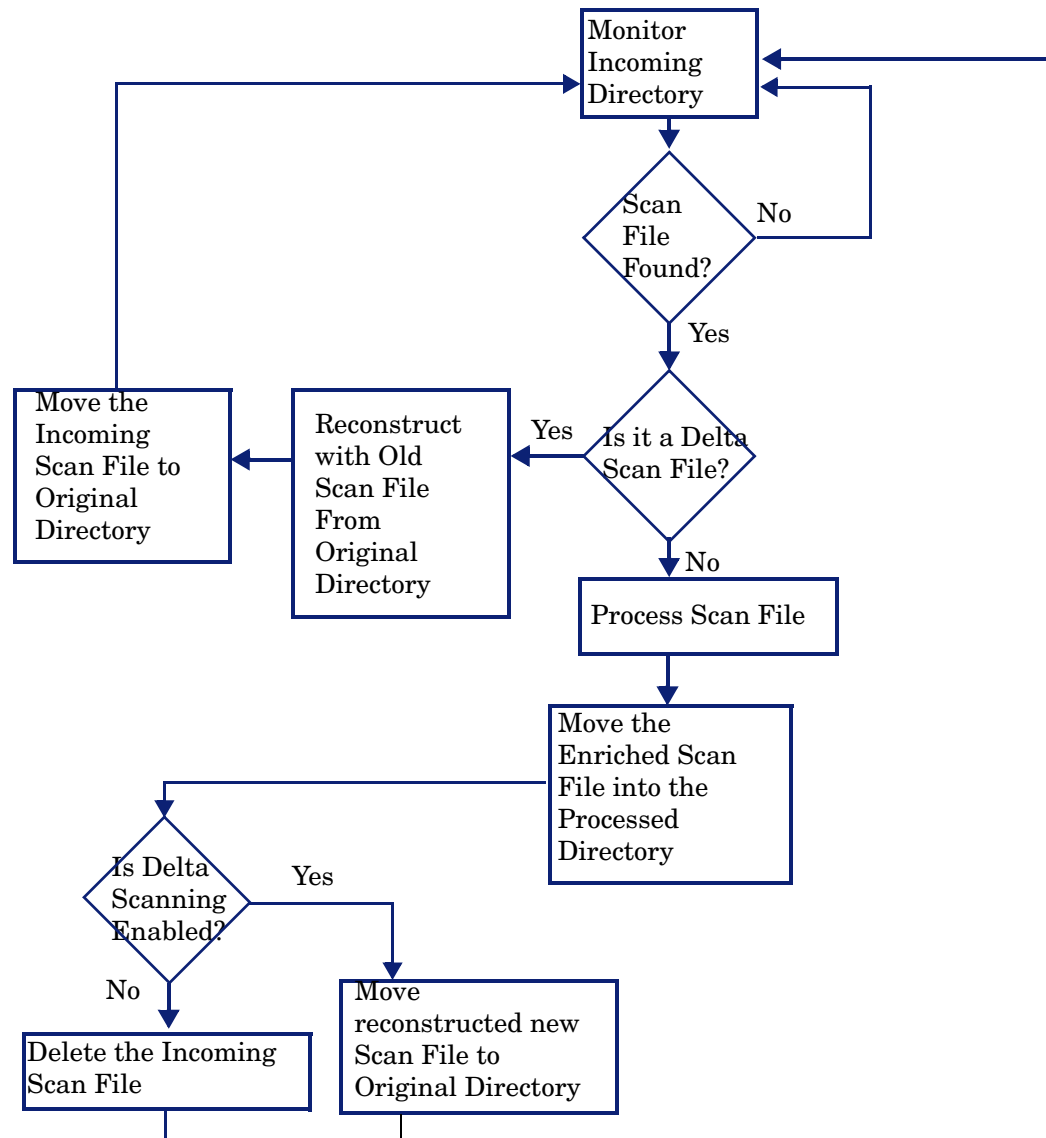 Monitor
Incoming
Directory
Scan
File
Found?
No
Yes
Is it a Delta
Scan File?
Yes
Reconstruct
with Old
Scan File
From
Original
Directory
Move the
Incoming
Scan File to
Original
Directory
No
Process Scan File
Move the
Enriched Scan
File into the
Processed
Directory
Is Delta
Scanning
Enabled?
Yes
No
Move
reconstructed new
Scan File to
Original Directory
Delete the Incoming
Scan File